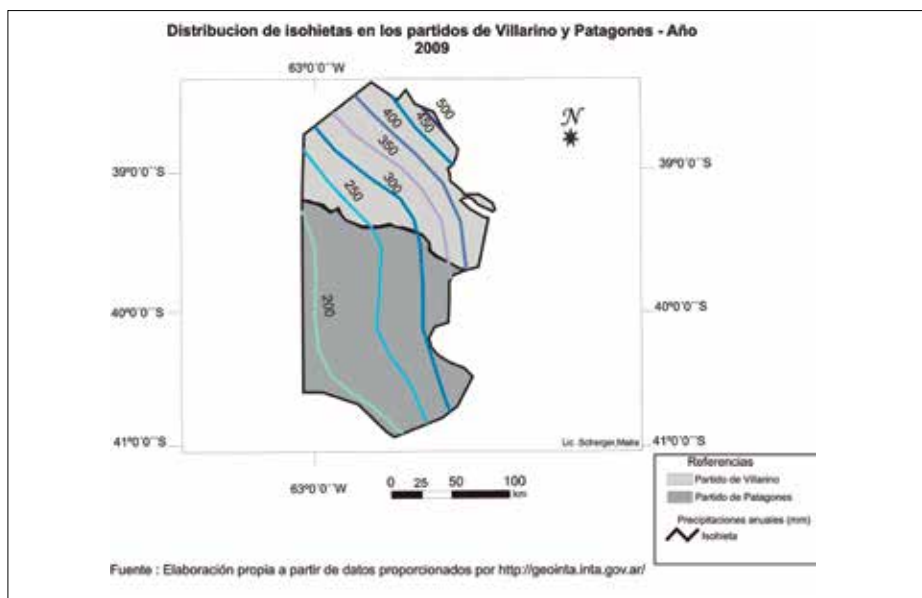 Distribucion de isohietas en los partidos de Villarino y Patagones - Año
2009
63º0´0´´W
500
450
400
350
300
250
200
N
39º0´0´´S
39º0´0´´S
40º0´0´´S
40º0´0´´S
41º0´0´´S
41º0´0´´S
63º0´0´´W
0 25 50 100
km
Referencias
Partido de Villarino
Partido de Patagones
Precipitaciones anuales (mm)
Isohieta
Fuente : Elaboración propia a partir de datos proporcionados por http://geointa.inta.gov.ar/